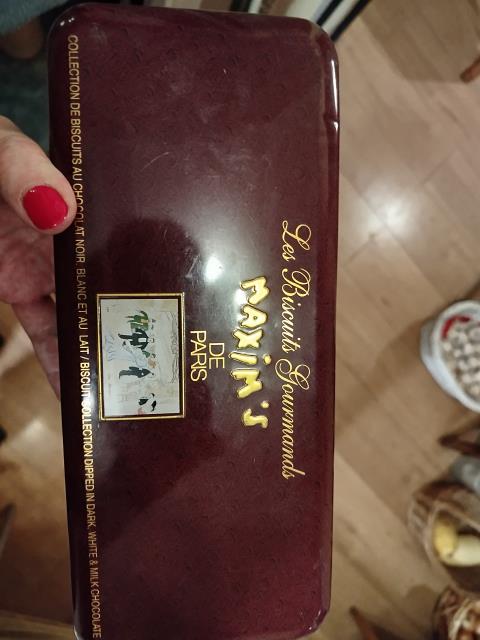 Les Biscuits Gourmands
MAXIM'S
DE
PARIS
COLLECTION DE BISCUITS AU CHOCOLAT NOIR, BLANC ET AU LAIT / BISCUIT COLLECTION DIPPED IN DARK, WHITE & MILK CHOCOLATE